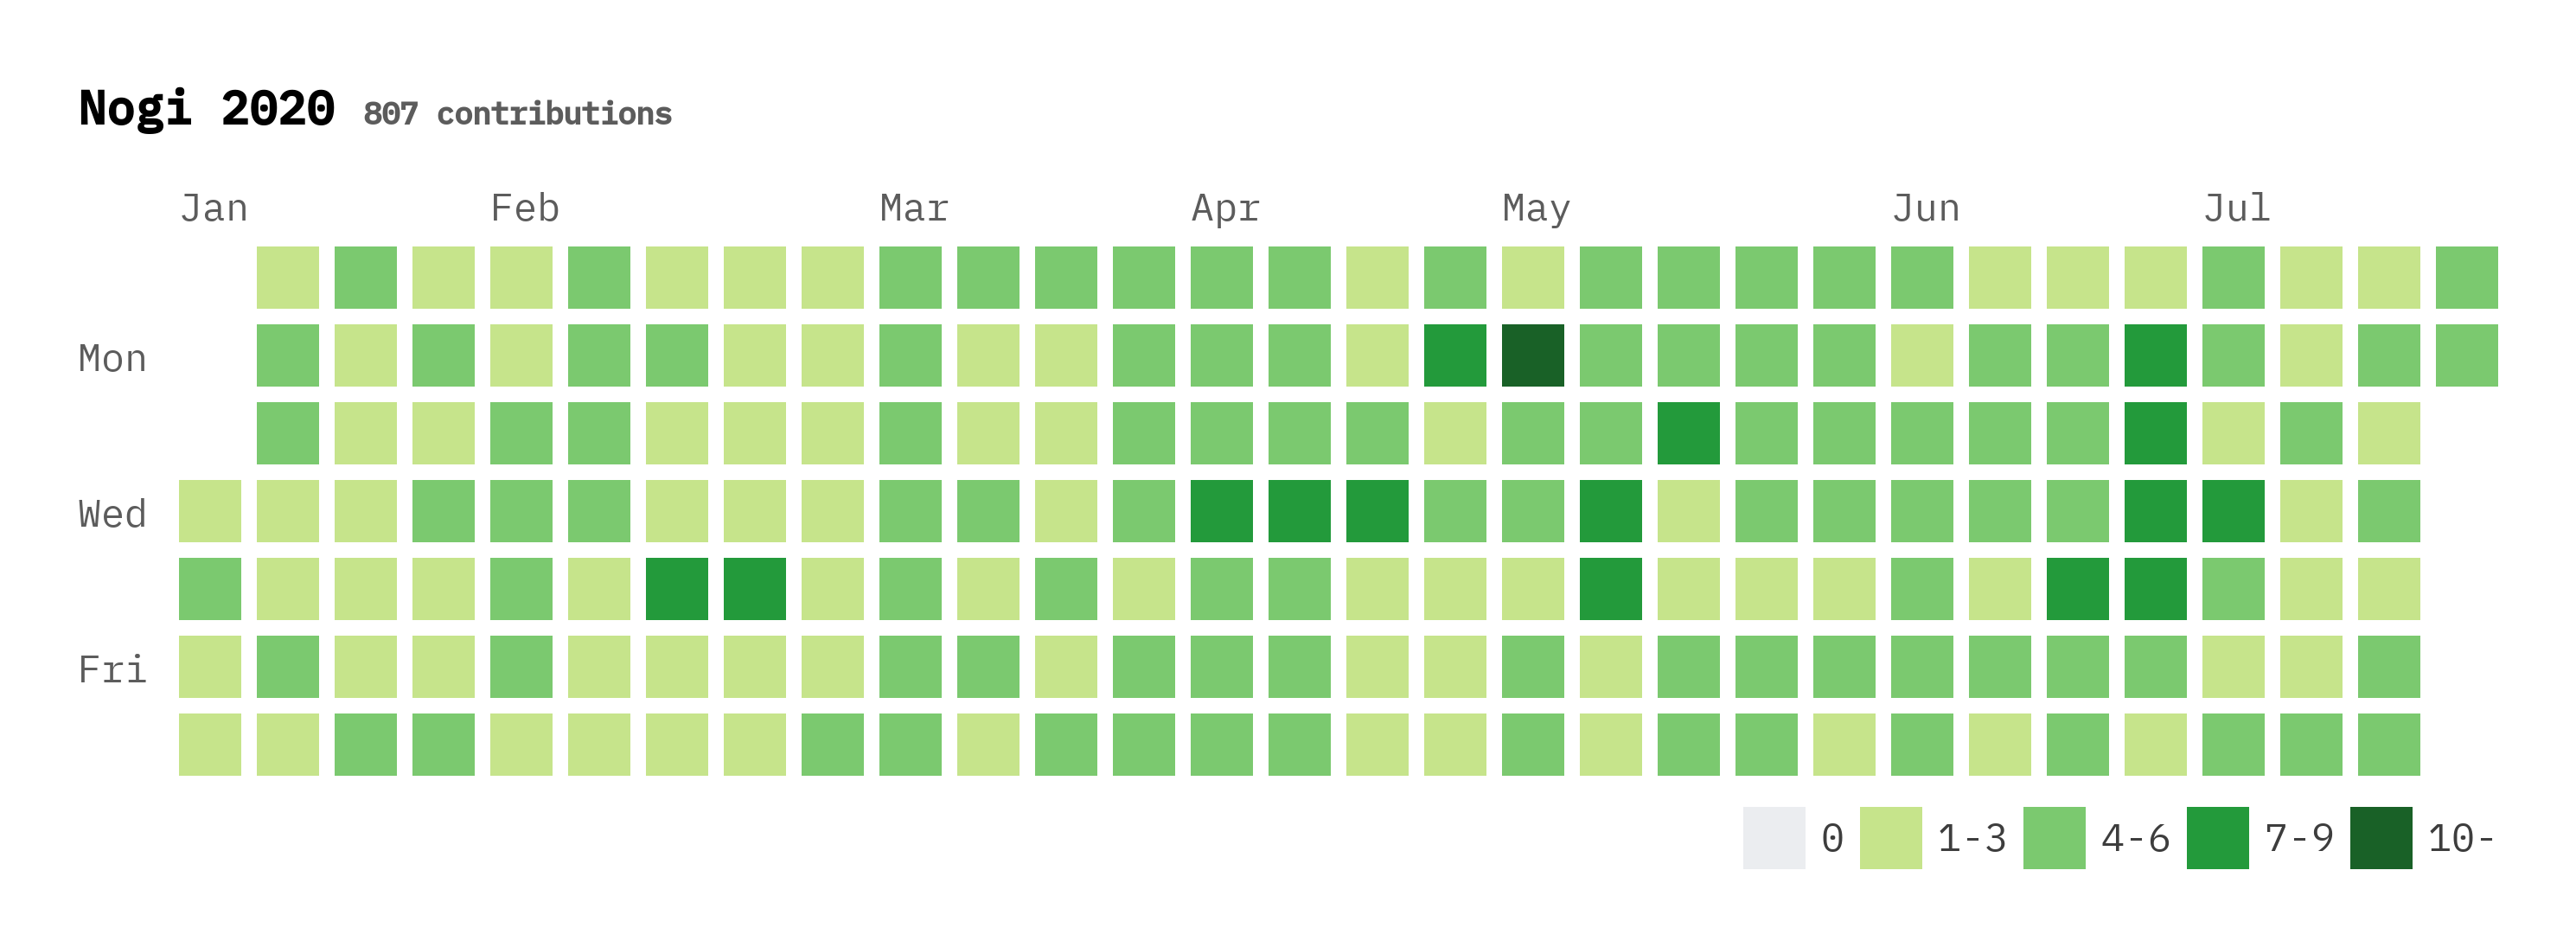 Nogi 2020 807 contributions
Jan Feb Mar Apr May Jun Jul
Mon
Wed
Fri
0 1-3 4-6 7-9 10-